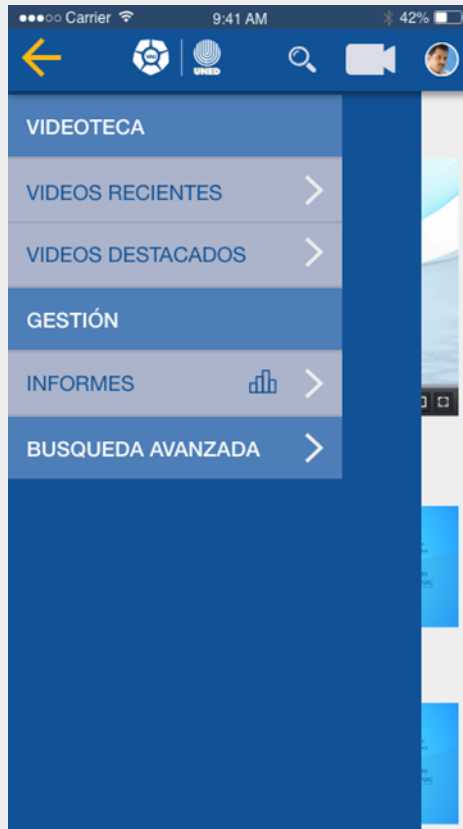 Carrier 9:41 AM 42%
UNED
VIDEOTECA
VIDEOS RECIENTES
VIDEOS DESTACADOS
GESTIÓN
INFORMES
BUSQUEDA AVANZADA